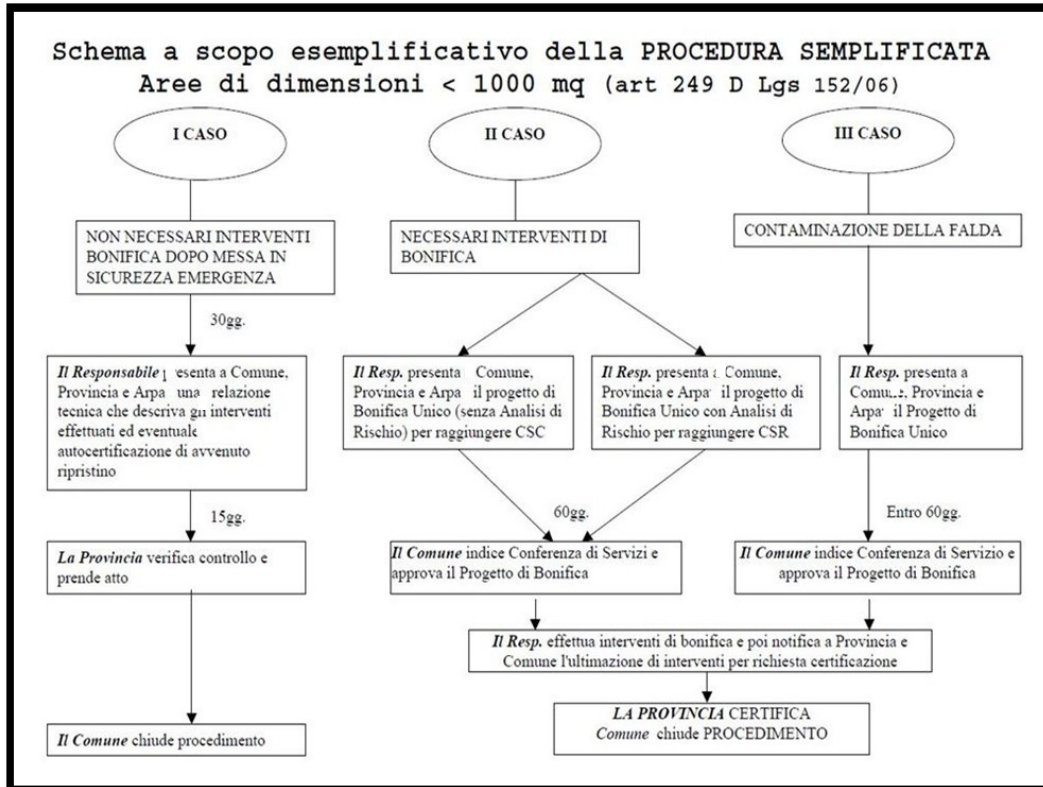 Schema a scopo esemplificativo della PROCEDURA SEMPLIFICATA
Aree di dimensioni < 1000 mq (art 249 D Lgs 152/06)
I CASO
II CASO
III CASO
NON NECESSARI INTERVENTI
BONIFICA DOPO MESSA IN
SICUREZZA EMERGENZA
NECESSARI INTERVENTI DI
BONIFICA
CONTAMINAZIONE DELLA FALDA
30gg.
Il Responsabile presenta a Comune,
Provincia e Arpa una relazione
tecnica che descriva gli interventi
effettuati ed eventuale
autocertificazione di avvenuto
ripristino
Il Resp. presenta Comune,
Provincia e Arpa il progetto di
Bonifica Unico (senza Analisi di
Rischio) per raggiungere CSC
Il Resp. presenta a Comune,
Provincia e Arpa il progetto di
Bonifica Unico con Analisi di
Rischio per raggiungere CSR
Il Resp. presenta a
Comune, Provincia e
Arpa il Progetto di
Bonifica Unico
15gg.
60gg.
Entro 60gg.
La Provincia verifica controllo e
prende atto
Il Comune indice Conferenza di Servizi e
approva il Progetto di Bonifica
Il Comune indice Conferenza di Servizio e
approva il Progetto di Bonifica
Il Resp. effettua interventi di bonifica e poi notifica a Provincia e
Comune l'ultimazione di interventi per richiesta certificazione
Il Comune chiude procedimento
LA PROVINCIA CERTIFICA
Comune chiude PROCEDIMENTO